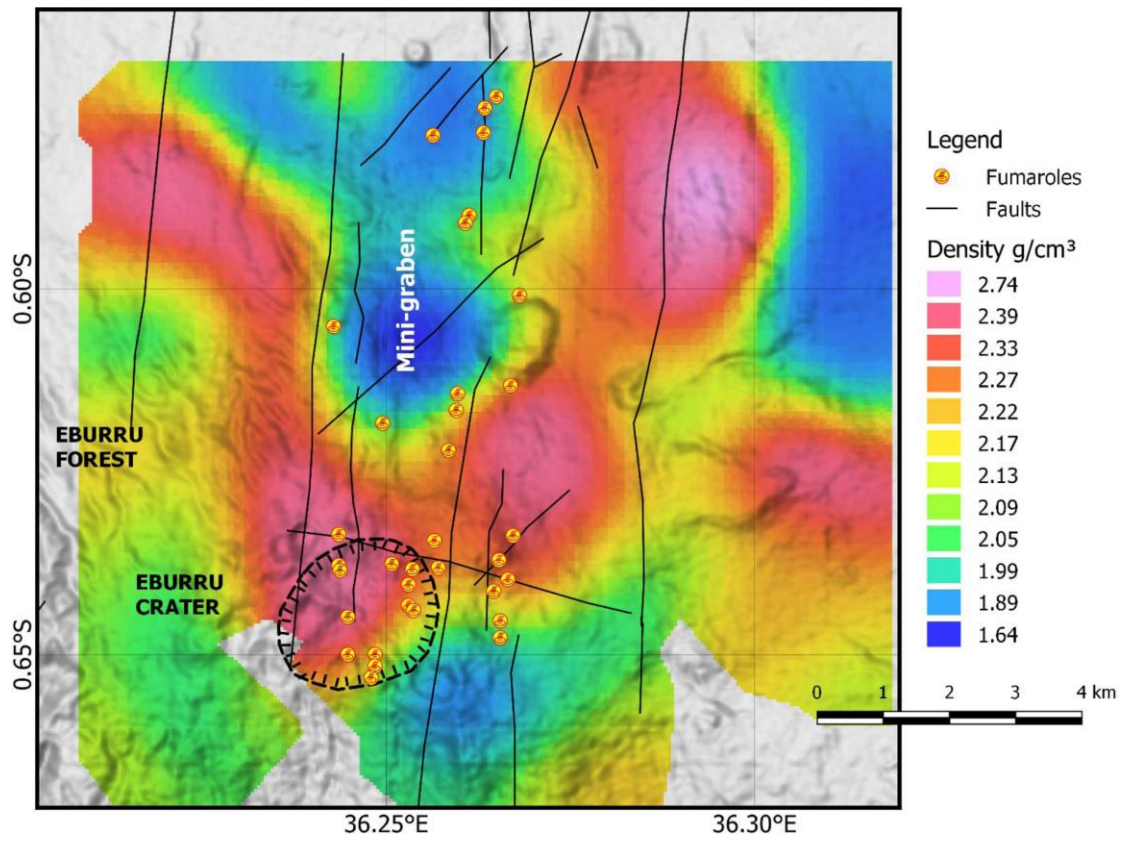 Legend
Fumaroles
Faults
Density g/cm³
2.74
2.39
2.33
2.27
2.22
2.17
2.13
2.09
2.05
1.99
1.89
1.64
0.60°S
0.65°S
Mini-graben
EBURRU
FOREST
EBURRU
CRATER
0 1 2 3 4 km
36.25°E 36.30°E